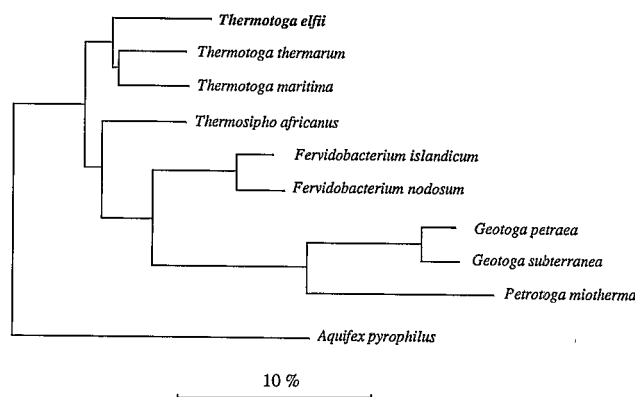 Thermotoga elfii
Thermotoga thermarum
Thermotoga maritima
Thermosipho africanus
Fervidobacterium islandicum
Fervidobacterium nodosum
Geotoga petraea
Geotoga subterranea
Petrotoga miotherma
Aquifex pyrophilus
10 %